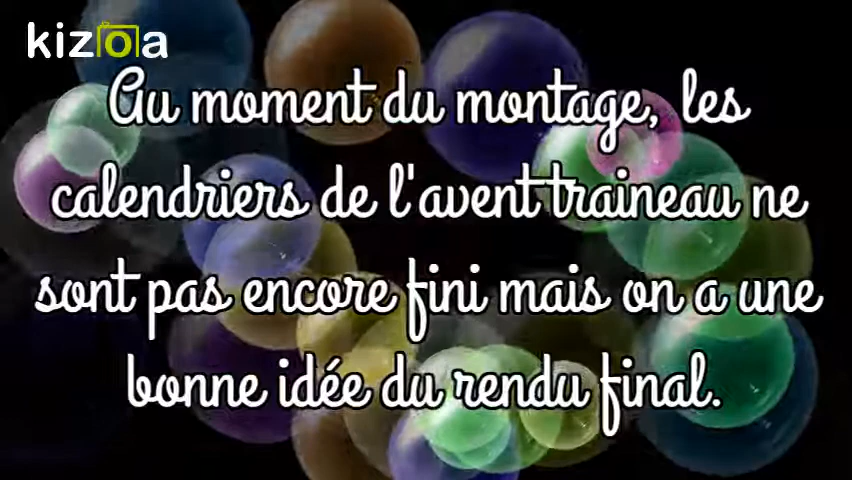 kizoa
Au moment du montage, les
calendriers de l'avent traineau ne
sont pas encore fini mais on a une
bonne idée du rendu final.